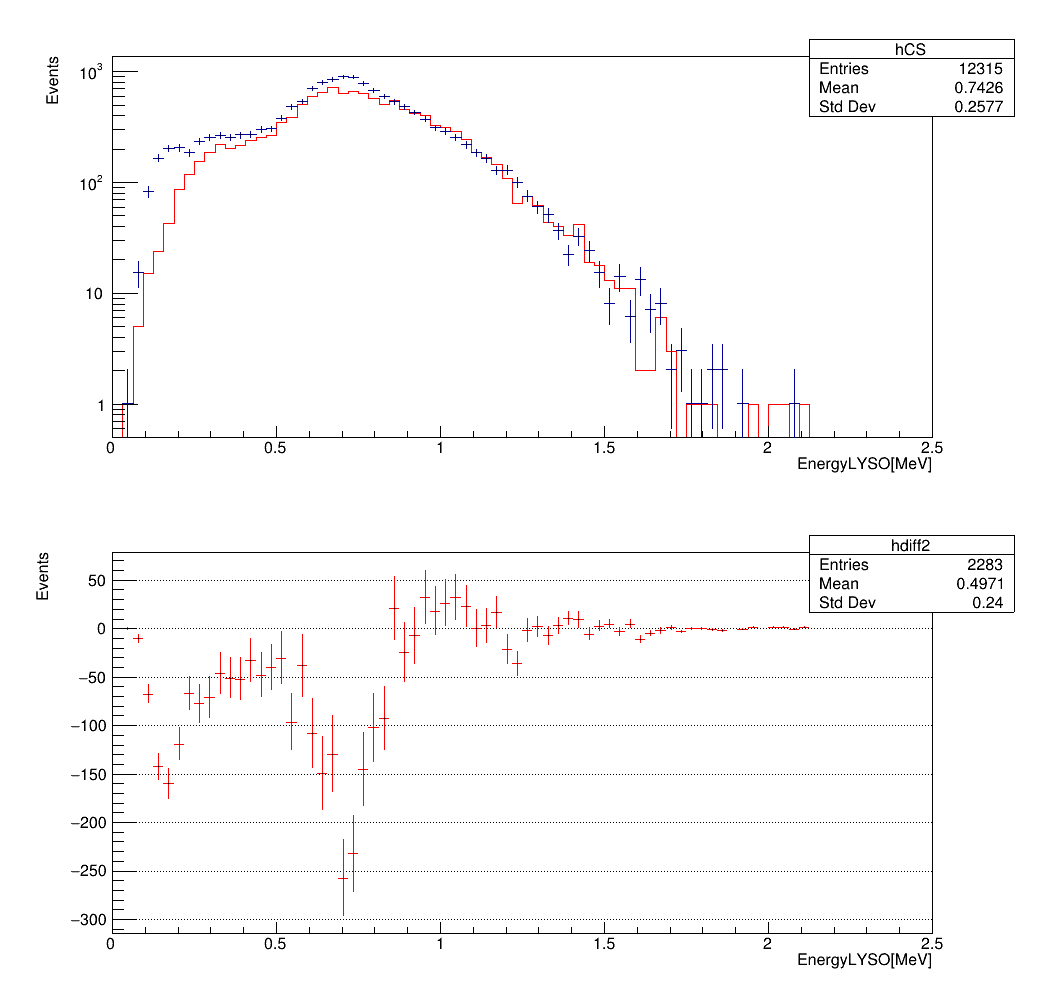 hCS
Entries 12315
Mean 0.7426
Std Dev 0.2577
Events
10³
10²
10
1
0 0.5 1 1.5 2 2.5
EnergyLYSO[MeV]
hdiff2
Entries 2283
Mean 0.4971
Std Dev 0.24
Events
50
0
−50
−100
−150
−200
−250
−300
0 0.5 1 1.5 2 2.5
EnergyLYSO[MeV]